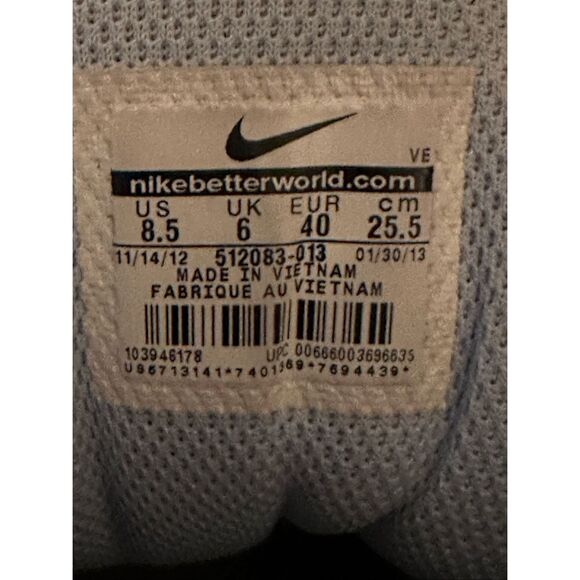 VE
nikebetterworld.com
US UK EUR cm
8.5 6 40 25.5
11/14/12 512083-013 01/30/13
MADE IN VIETNAM
FABRIQUE AU VIETNAM
103946178 UPC 00666003696635